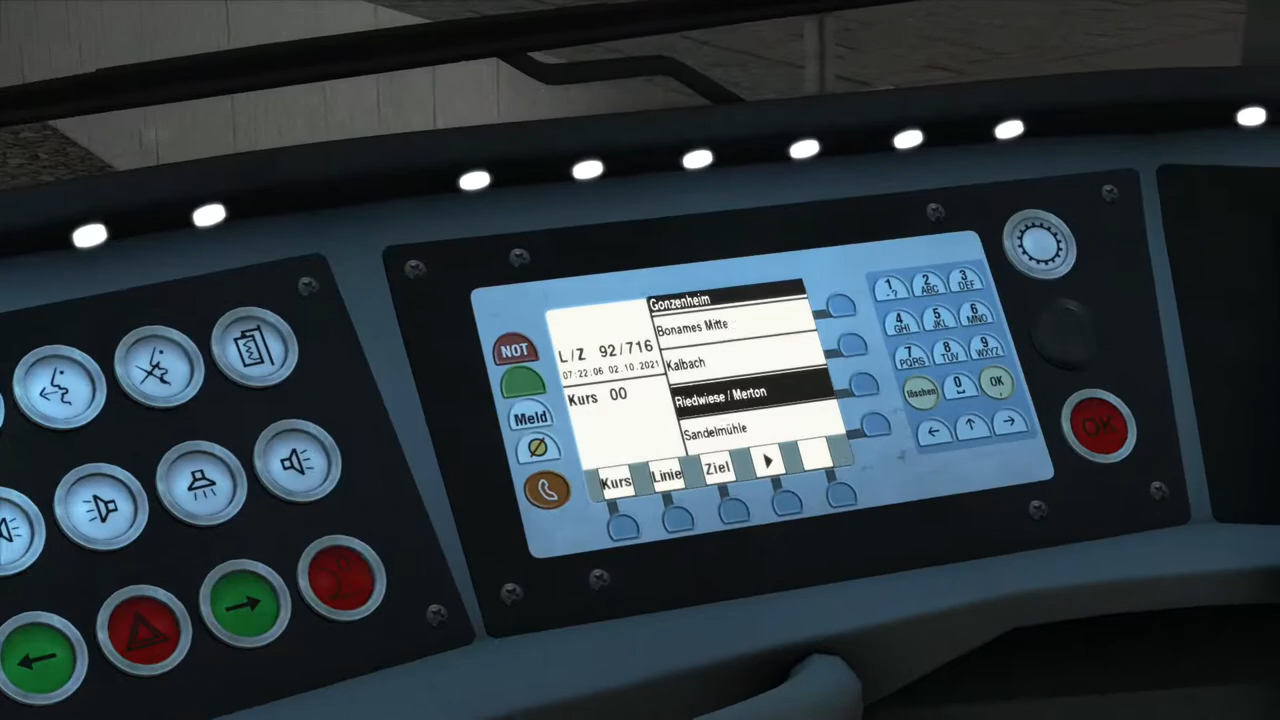 NOT
Meld
L/Z 92/716
07:22:06 02.10.2021
Kurs 00
Gonzenheim
Bonames Mitte
Kalbach
Riedwiese / Merton
Sandelmühle
Kurs Linie Ziel
1 -? 2 ABC 3 DEF
4 GHI 5 JKL 6 MNO
7 PQRS 8 TUV 9 WXYZ
löschen 0 OK
OK